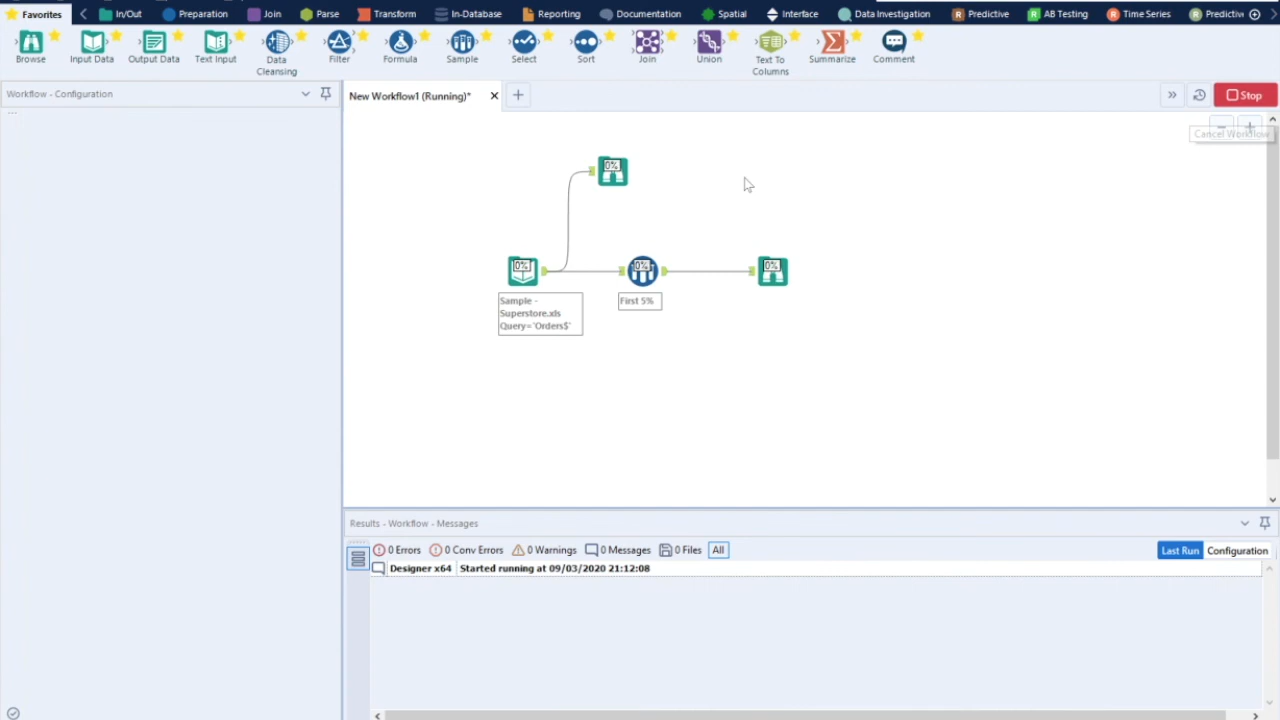 Favorites In/Out Preparation Join Parse Transform In-Database Reporting Documentation Spatial Interface Data Investigation Predictive AB Testing Time Series Predictive
Browse Input Data Output Data Text Input Data Cleansing Filter Formula Sample Select Sort Join Union Text To Columns Summarize Comment
Workflow - Configuration
New Workflow1 (Running)*
Stop
...
Cancel Workflow
0%
0%
0%
0%
Sample -
Superstore.xls
Query=`Orders$`
First 5%
Results - Workflow - Messages
0 Errors 0 Conv Errors 0 Warnings 0 Messages 0 Files All
Last Run Configuration
Designer x64 Started running at 09/03/2020 21:12:08